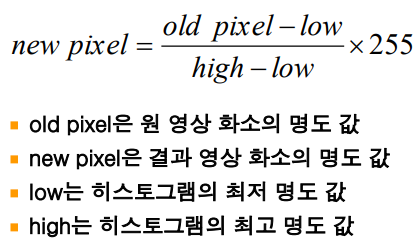 new pixel = (old pixel − low) / (high − low) × 255
▪ old pixel은 원 영상 화소의 명도 값
▪ new pixel은 결과 영상 화소의 명도 값
▪ low는 히스토그램의 최저 명도 값
▪ high는 히스토그램의 최고 명도 값